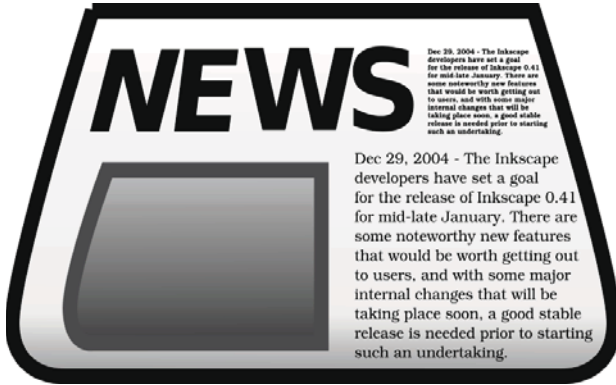 NEWS
Dec 29, 2004 - The Inkscape
developers have set a goal
for the release of Inkscape 0.41
for mid-late January. There are
some noteworthy new features
that would be worth getting out
to users, and with some major
internal changes that will be
taking place soon, a good stable
release is needed prior to starting
such an undertaking.
Dec 29, 2004 - The Inkscape
developers have set a goal
for the release of Inkscape 0.41
for mid-late January. There are
some noteworthy new features
that would be worth getting out
to users, and with some major
internal changes that will be
taking place soon, a good stable
release is needed prior to starting
such an undertaking.